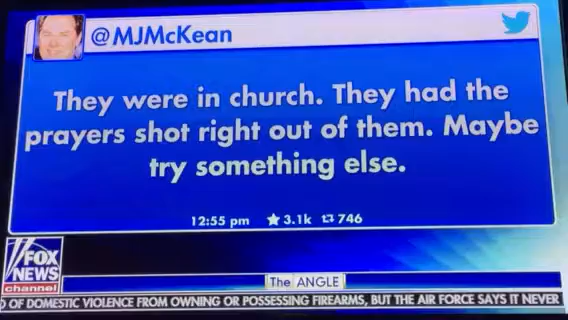 @MJMcKean
They were in church. They had the
prayers shot right out of them. Maybe
try something else.
12:55 pm ★ 3.1k 746
FOX
NEWS
channel
The ANGLE
OF DOMESTIC VIOLENCE FROM OWNING OR POSSESSING FIREARMS, BUT THE AIR FORCE SAYS IT NEVER